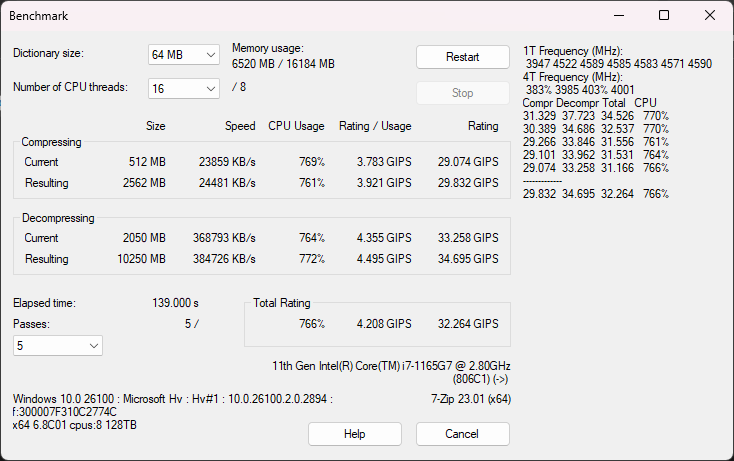 Benchmark
Dictionary size: 64 MB
Memory usage:
6520 MB / 16184 MB
Restart
Number of CPU threads: 16 / 8
Stop
Size Speed CPU Usage Rating / Usage Rating
Compressing
Current 512 MB 23859 KB/s 769% 3.783 GIPS 29.074 GIPS
Resulting 2562 MB 24481 KB/s 761% 3.921 GIPS 29.832 GIPS
Decompressing
Current 2050 MB 368793 KB/s 764% 4.355 GIPS 33.258 GIPS
Resulting 10250 MB 384726 KB/s 772% 4.495 GIPS 34.695 GIPS
Elapsed time: 139.000 s
Passes: 5 /
5
Total Rating
766% 4.208 GIPS 32.264 GIPS
11th Gen Intel(R) Core(TM) i7-1165G7 @ 2.80GHz
(806C1) (->)
Windows 10.0 26100 : Microsoft Hv : Hv#1 : 10.0.26100.2.0.2894 :
f:300007F310C2774C
x64 6.8C01 cpus:8 128TB
7-Zip 23.01 (x64)
Help
Cancel
1T Frequency (MHz):
3947 4522 4589 4585 4583 4571 4590
4T Frequency (MHz):
383% 3985 403% 4001
Compr Decompr Total CPU
31.329 37.723 34.526 770%
30.389 34.686 32.537 770%
29.266 33.846 31.556 761%
29.101 33.962 31.531 764%
29.074 33.258 31.166 766%
-------------
29.832 34.695 32.264 766%